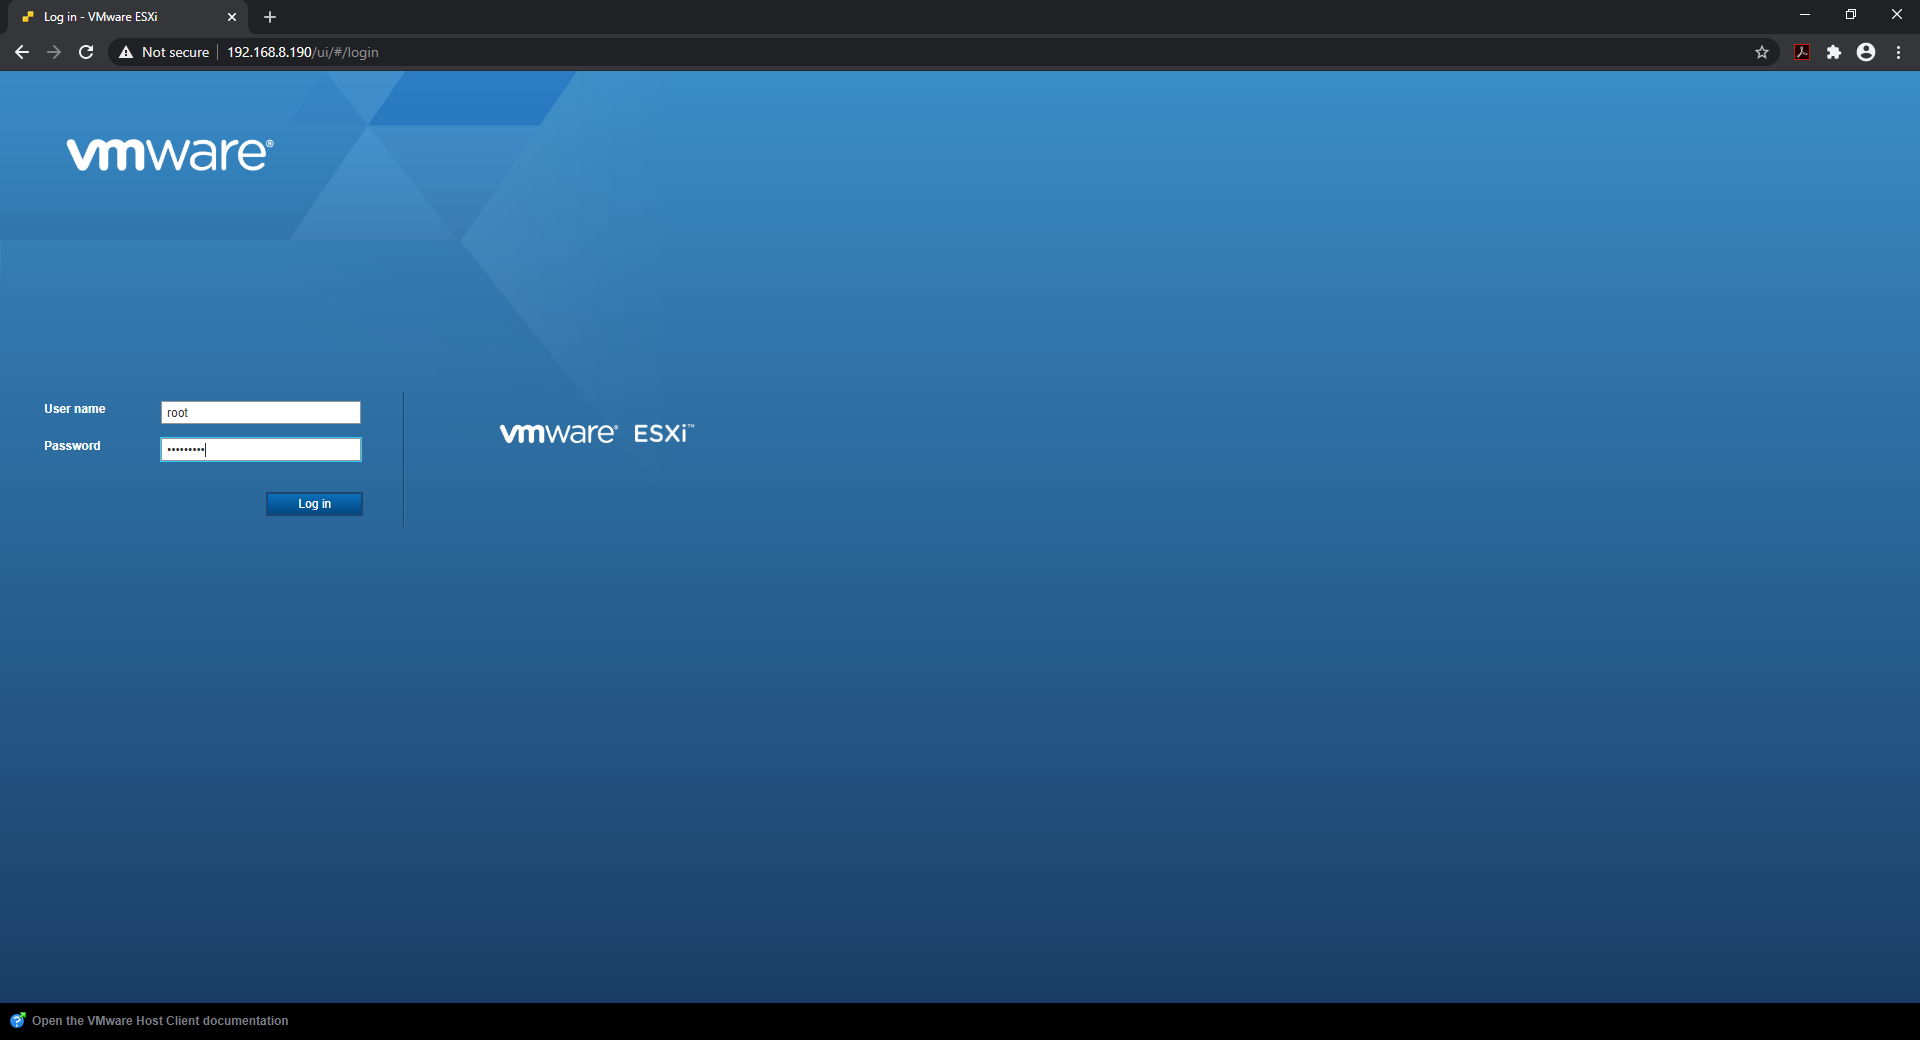 Log in - VMware ESXi
Not secure 192.168.8.190/ui/#/login
vmware®
User name root
Password •••••••••
Log in
vmware® ESXi™
Open the VMware Host Client documentation